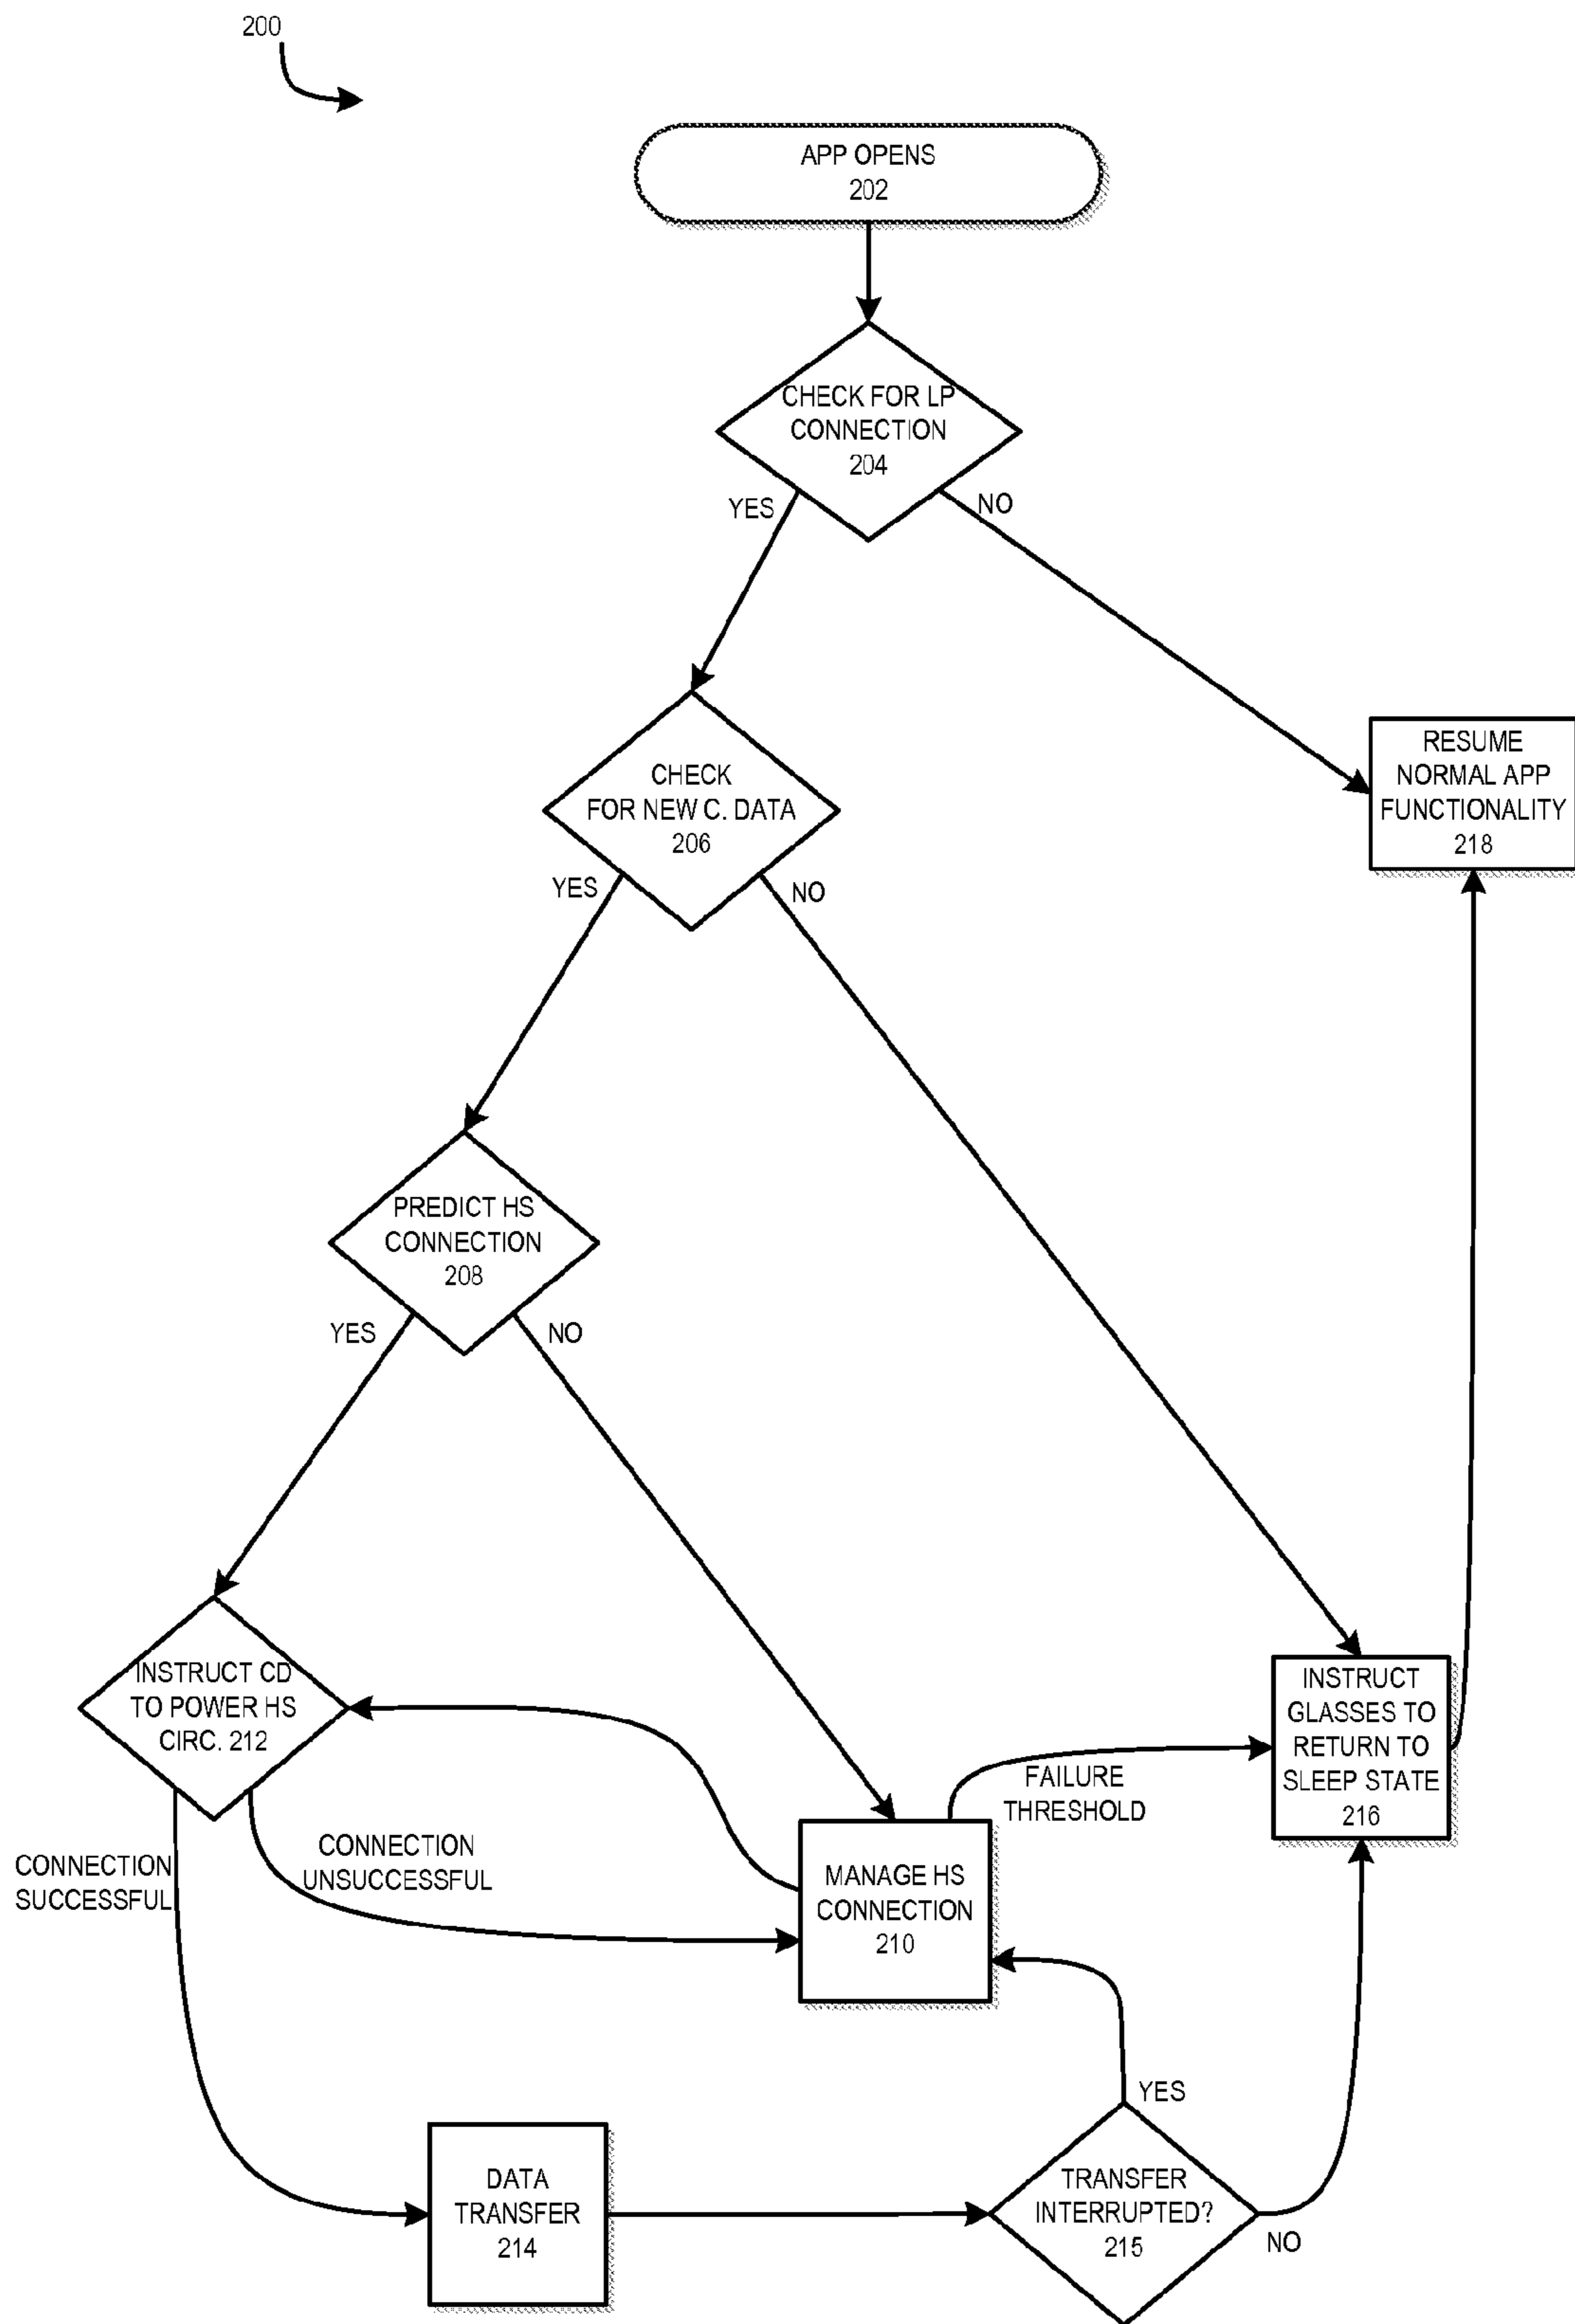 200
APP OPENS
202
CHECK FOR LP
CONNECTION
204
YES
NO
RESUME
NORMAL APP
FUNCTIONALITY
218
CHECK
FOR NEW C. DATA
206
YES
NO
PREDICT HS
CONNECTION
208
YES
NO
INSTRUCT CD
TO POWER HS
CIRC. 212
INSTRUCT
GLASSES TO
RETURN TO
SLEEP STATE
216
FAILURE
THRESHOLD
CONNECTION
UNSUCCESSFUL
CONNECTION
SUCCESSFUL
MANAGE HS
CONNECTION
210
YES
DATA
TRANSFER
214
TRANSFER
INTERRUPTED?
215
NO